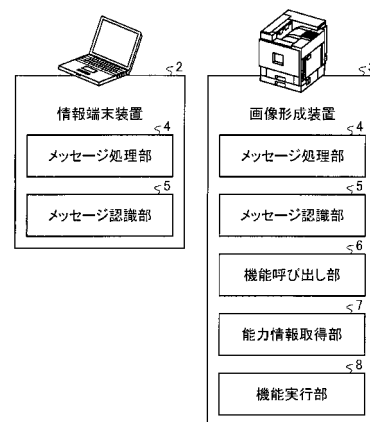 2
情報端末装置
4
メッセージ処理部
5
メッセージ認識部
3
画像形成装置
4
メッセージ処理部
5
メッセージ認識部
6
機能呼び出し部
7
能力情報取得部
8
機能実行部